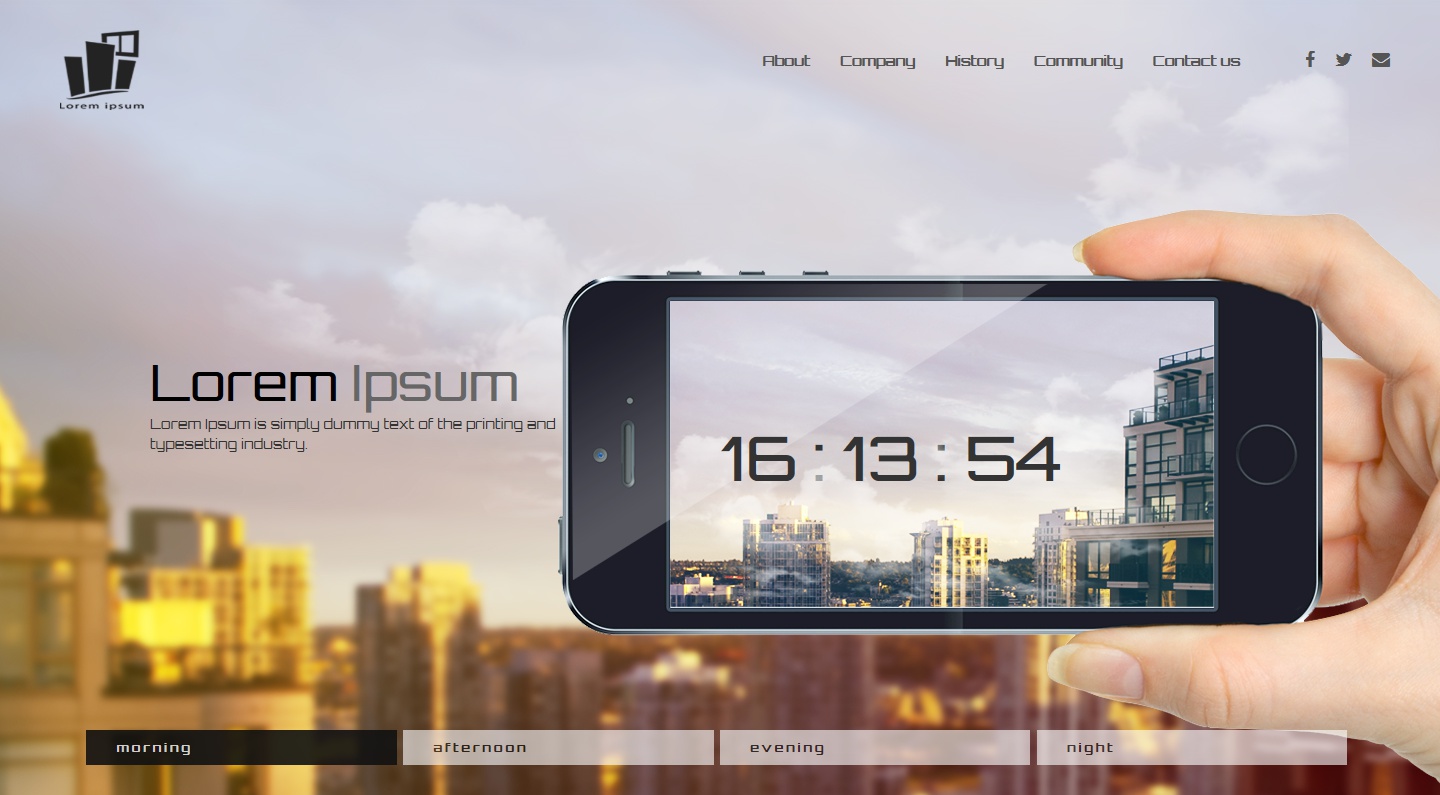 Lorem ipsum
About Company History Community Contact us
Lorem Ipsum
Lorem Ipsum is simply dummy text of the printing and
typesetting industry.
16 : 13 : 54
morning afternoon evening night